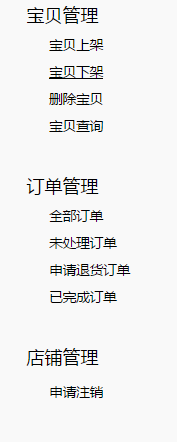 宝贝管理
宝贝上架
宝贝下架
删除宝贝
宝贝查询
订单管理
全部订单
未处理订单
申请退货订单
已完成订单
店铺管理
申请注销